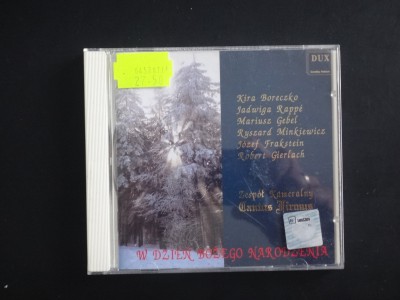 DUX
Kira Boreczko
Jadwiga Rappé
Mariusz Gebel
Ryszard Minkiewicz
Józef Frakstein
Robert Gierlach
Zespół Kameralny
Cantus Firmus
W DZIEŃ BOŻEGO NARODZENIA